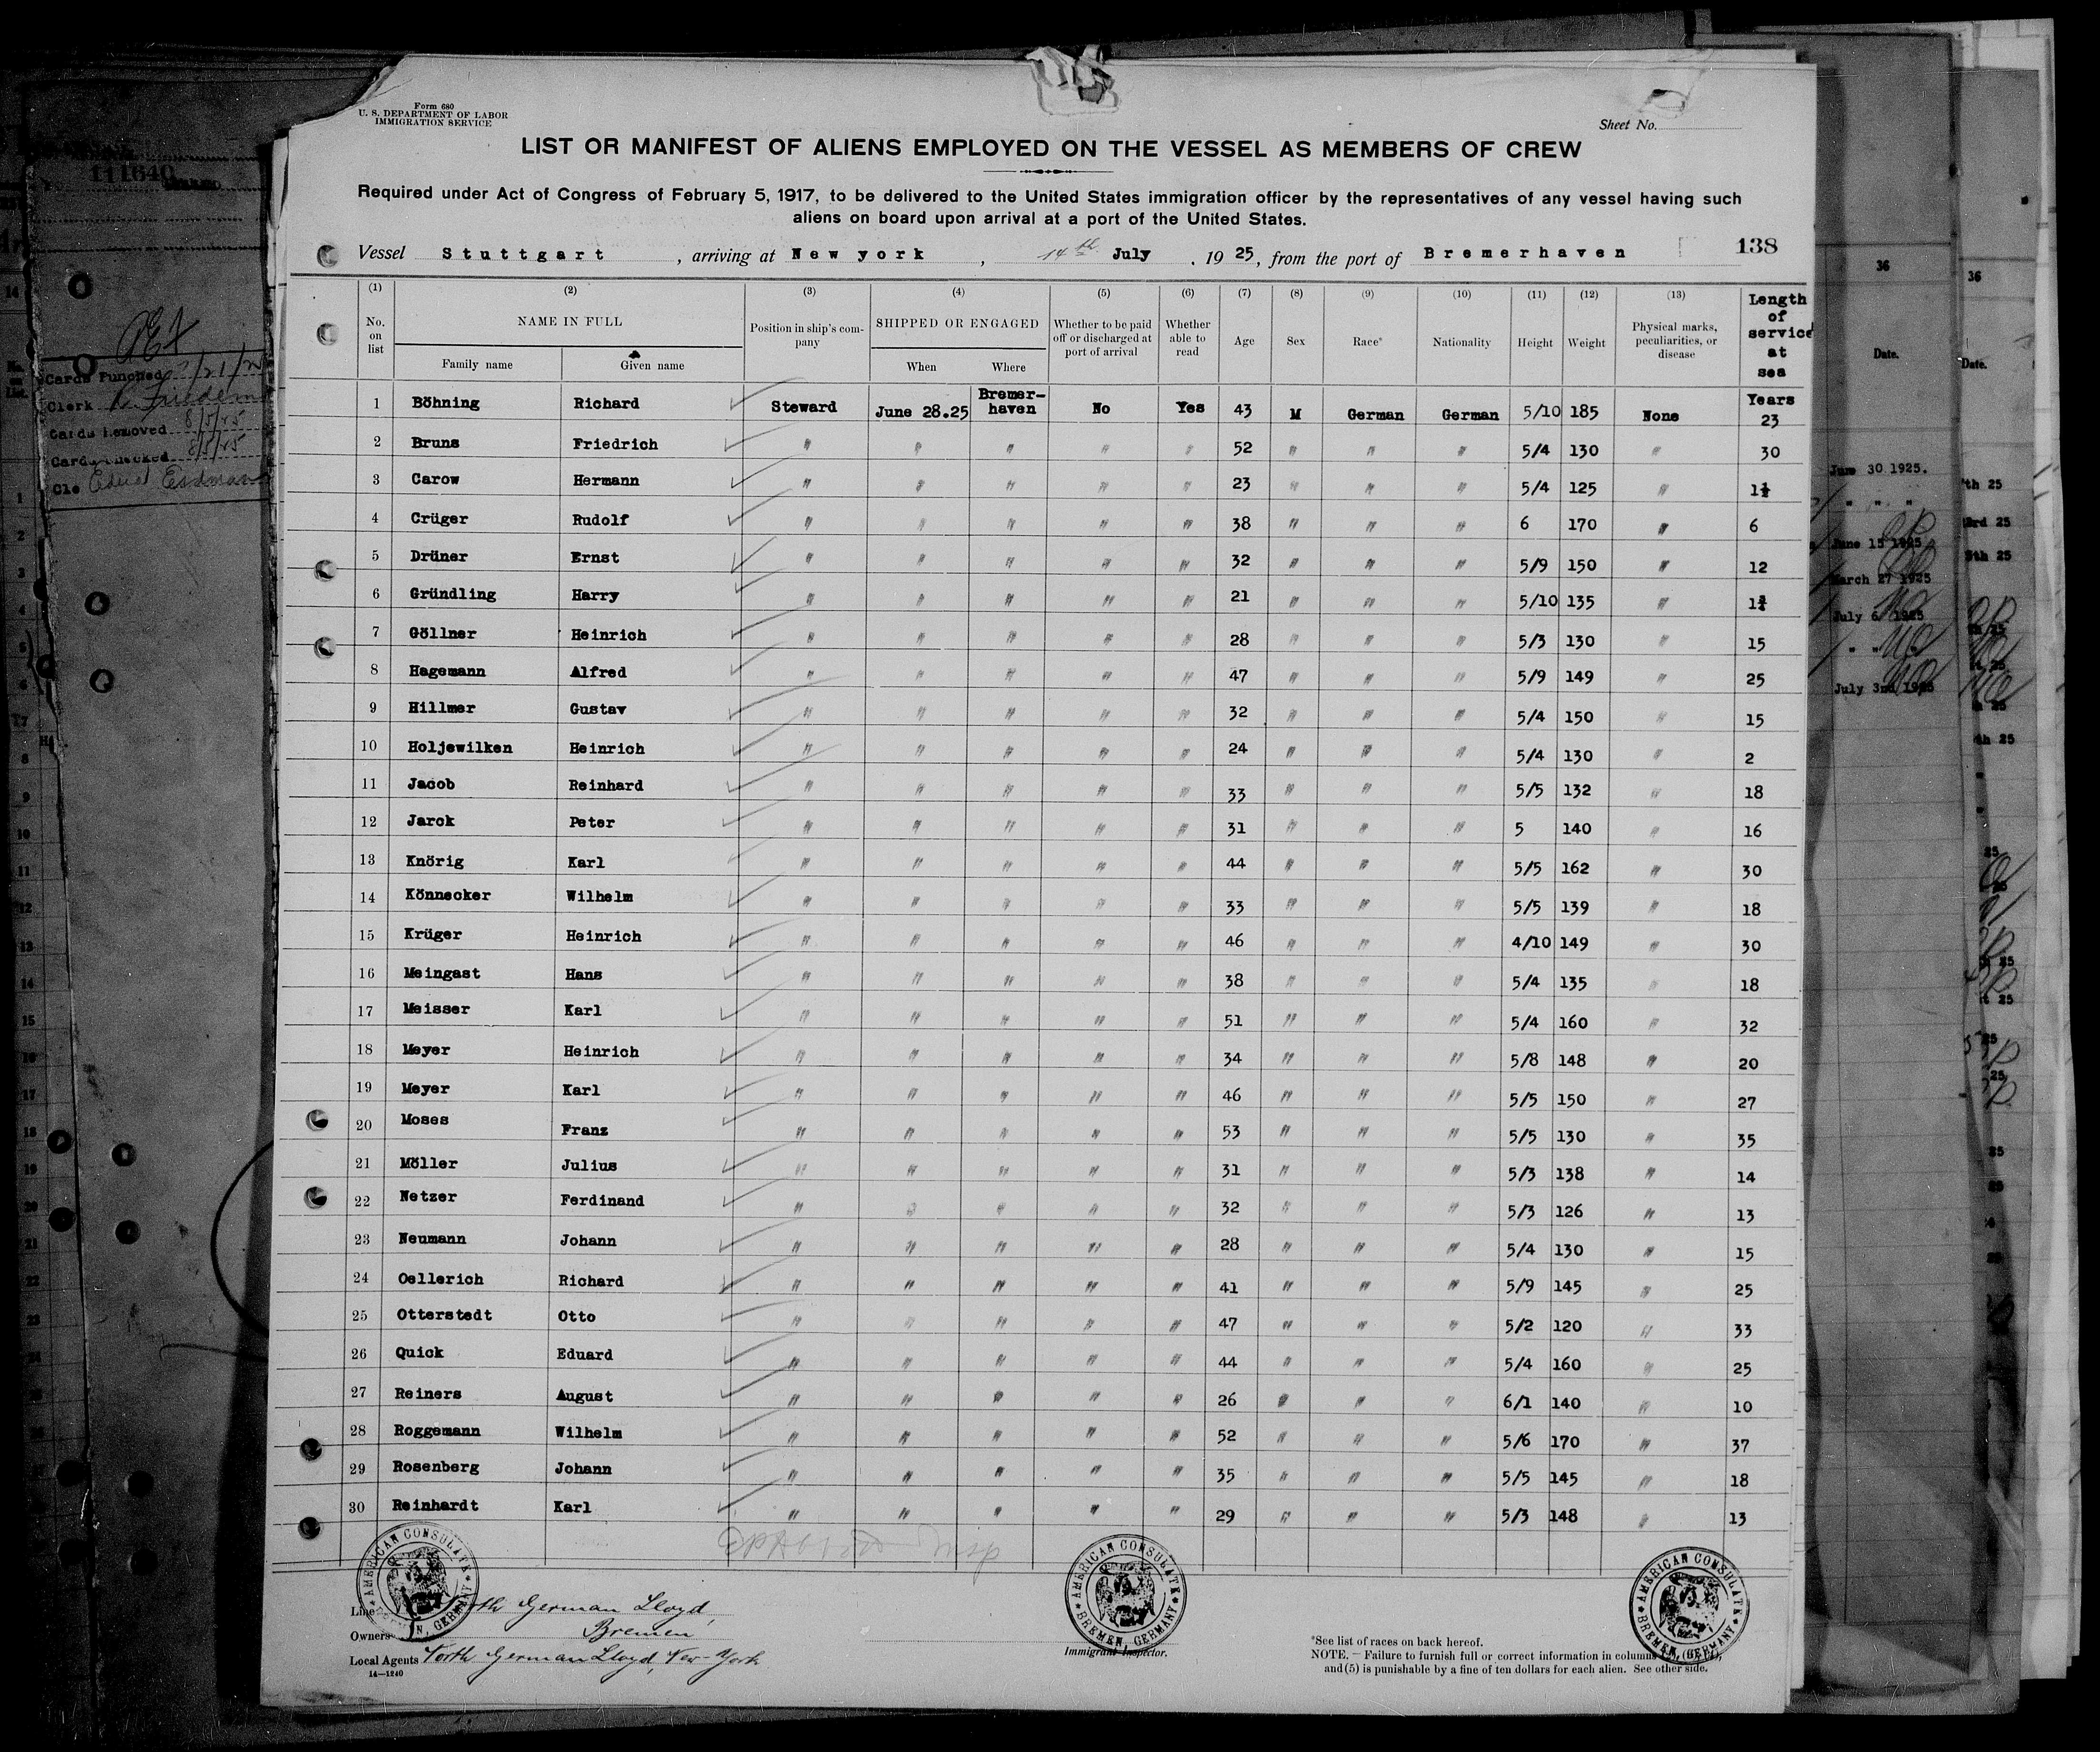 Form 680
U. S. DEPARTMENT OF LABOR
IMMIGRATION SERVICE
Sheet No.
LIST OR MANIFEST OF ALIENS EMPLOYED ON THE VESSEL AS MEMBERS OF CREW
Required under Act of Congress of February 5, 1917, to be delivered to the United States immigration officer by the representatives of any vessel having such
aliens on board upon arrival at a port of the United States.
Vessel Stuttgart, arriving at New york, 14th July, 1925, from the port of Bremerhaven 138
(1) (2) (3) (4) (5) (6) (7) (8) (9) (10) (11) (12) (13)
No. on list NAME IN FULL Family name Given name Position in ship's company SHIPPED OR ENGAGED When Where Whether to be paid off or discharged at port of arrival Whether able to read Age Sex Race* Nationality Height Weight Physical marks, peculiarities, or disease Length of service at sea
1 Böhning Richard Steward June 28.25 Bremer-haven No Yes 43 M German German 5/10 185 None Years 23
2 Bruns Friedrich " " " " " 52 " " " 5/4 130 " 30
3 Carow Hermann " " " " " 23 " " " 5/4 125 " 1½
4 Crüger Rudolf " " " " " 38 " " " 6 170 " 6
5 Drüner Ernst " " " " " 32 " " " 5/9 150 " 12
6 Gründling Harry " " " " " 21 " " " 5/10 135 "
7 Göllner Heinrich " " " " " 28 " " " 5/3 130 " 15
8 Hagemann Alfred " " " " " 47 " " " 5/9 149 " 25
9 Hillmer Gustav " " " " " 32 " " " 5/4 150 " 15
10 Holjewilken Heinrich " " " " " 24 " " " 5/4 130 " 2
11 Jacob Reinhard " " " " " 33 " " " 5/5 132 " 18
12 Jarck Peter " " " " " 31 " " " 5 140 " 16
13 Knörig Karl " " " " " 44 " " " 5/5 162 " 30
14 Könnecker Wilhelm " " " " " 33 " " " 5/5 139 " 18
15 Krüger Heinrich " " " " " 46 " " " 4/10 149 " 30
16 Meingast Hans " " " " " 38 " " " 5/4 135 " 18
17 Meisser Karl " " " " " 51 " " " 5/4 160 " 32
18 Meyer Heinrich " " " " " 34 " " " 5/8 148 " 20
19 Meyer Karl " " " " " 46 " " " 5/5 150 " 27
20 Moses Franz " " " " " 53 " " " 5/5 130 " 35
21 Möller Julius " " " " " 31 " " " 5/3 138 " 14
22 Netzer Ferdinand " " " " " 32 " " " 5/3 126 " 13
23 Neumann Johann " " " " " 28 " " " 5/4 130 " 15
24 Oellerich Richard " " " " " 41 " " " 5/9 145 " 25
25 Otterstedt Otto " " " " " 47 " " " 5/2 120 " 33
26 Quick Eduard " " " " " 44 " " " 5/4 160 " 25
27 Reiners August " " " " " 26 " " " 6/1 140 " 10
28 Roggemann Wilhelm " " " " " 52 " " " 5/6 170 " 37
29 Rosenberg Johann " " " " " 35 " " " 5/5 145 " 18
30 Reinhardt Karl " " " " " 29 " " " 5/3 148 " 13
AMERICAN CONSULATE BREMEN, GERMANY
AMERICAN CONSULATE BREMEN, GERMANY
AMERICAN CONSULATE BREMEN, GERMANY
Line North German Lloyd,
Owners Bremen
Local Agents North German Lloyd, New-York
14—1240
Immigrant Inspector.
*See list of races on back hereof.
NOTE.—Failure to furnish full or correct information in columns
and (5) is punishable by a fine of ten dollars for each alien. See other side.
111640
Cards Punched
Clerk
Cards Removed 8/5/25
Cards Checked 8/5/25
36
Date.
June 30 1925.
" " "
June 15 1925
March 27 1925
July 6 1925
July 3rd 1925
36
Date.